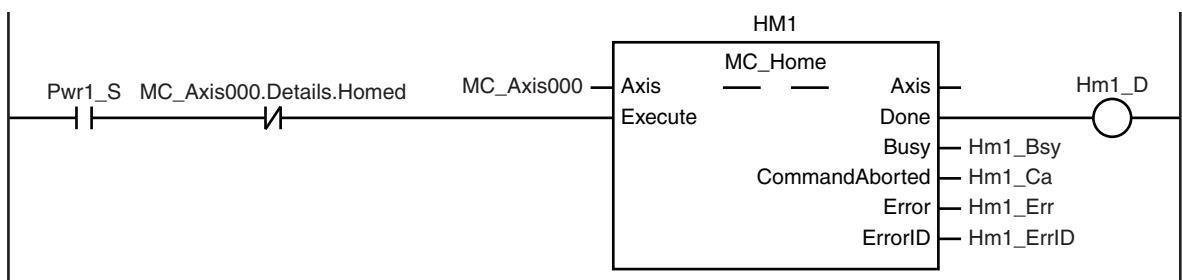 HM1
MC_Home
Pwr1_S MC_Axis000.Details.Homed MC_Axis000 Axis Axis Hm1_D
Execute Done
Busy Hm1_Bsy
CommandAborted Hm1_Ca
Error Hm1_Err
ErrorID Hm1_ErrID